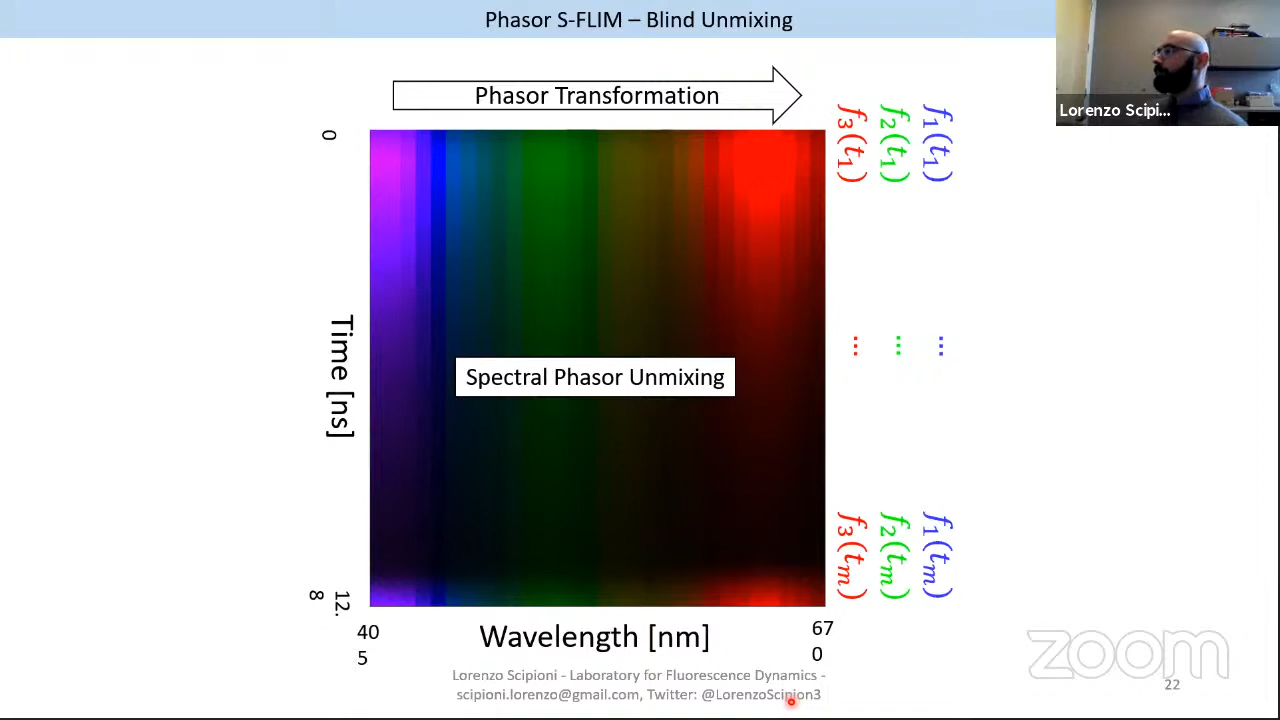 Phasor S-FLIM – Blind Unmixing
Lorenzo Scipi...
Phasor Transformation
0
f₃(t₁) f₂(t₁) f₁(t₁)
Time [ns]
Spectral Phasor Unmixing
... ... ...
f₃(tₘ) f₂(tₘ) f₁(tₘ)
12.
8
40
5
Wavelength [nm]
67
0
Lorenzo Scipioni - Laboratory for Fluorescence Dynamics -
scipioni.lorenzo@gmail.com, Twitter: @LorenzoScipion3
zoom
22